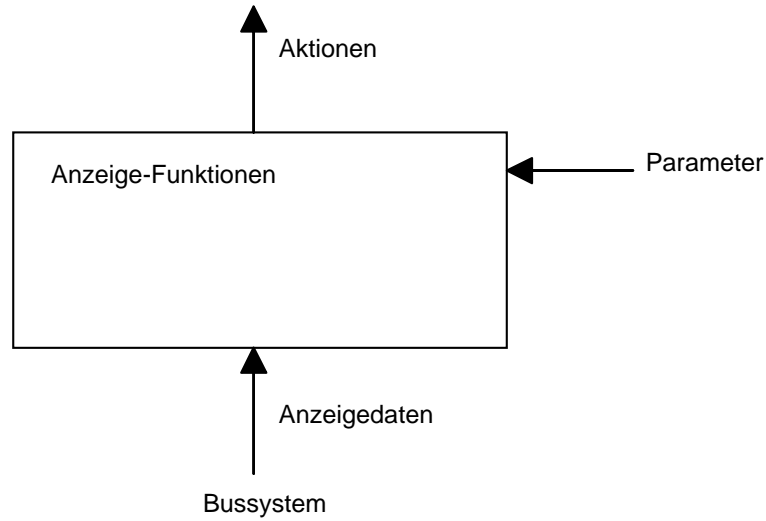 Aktionen
Anzeige-Funktionen
Parameter
Anzeigedaten
Bussystem